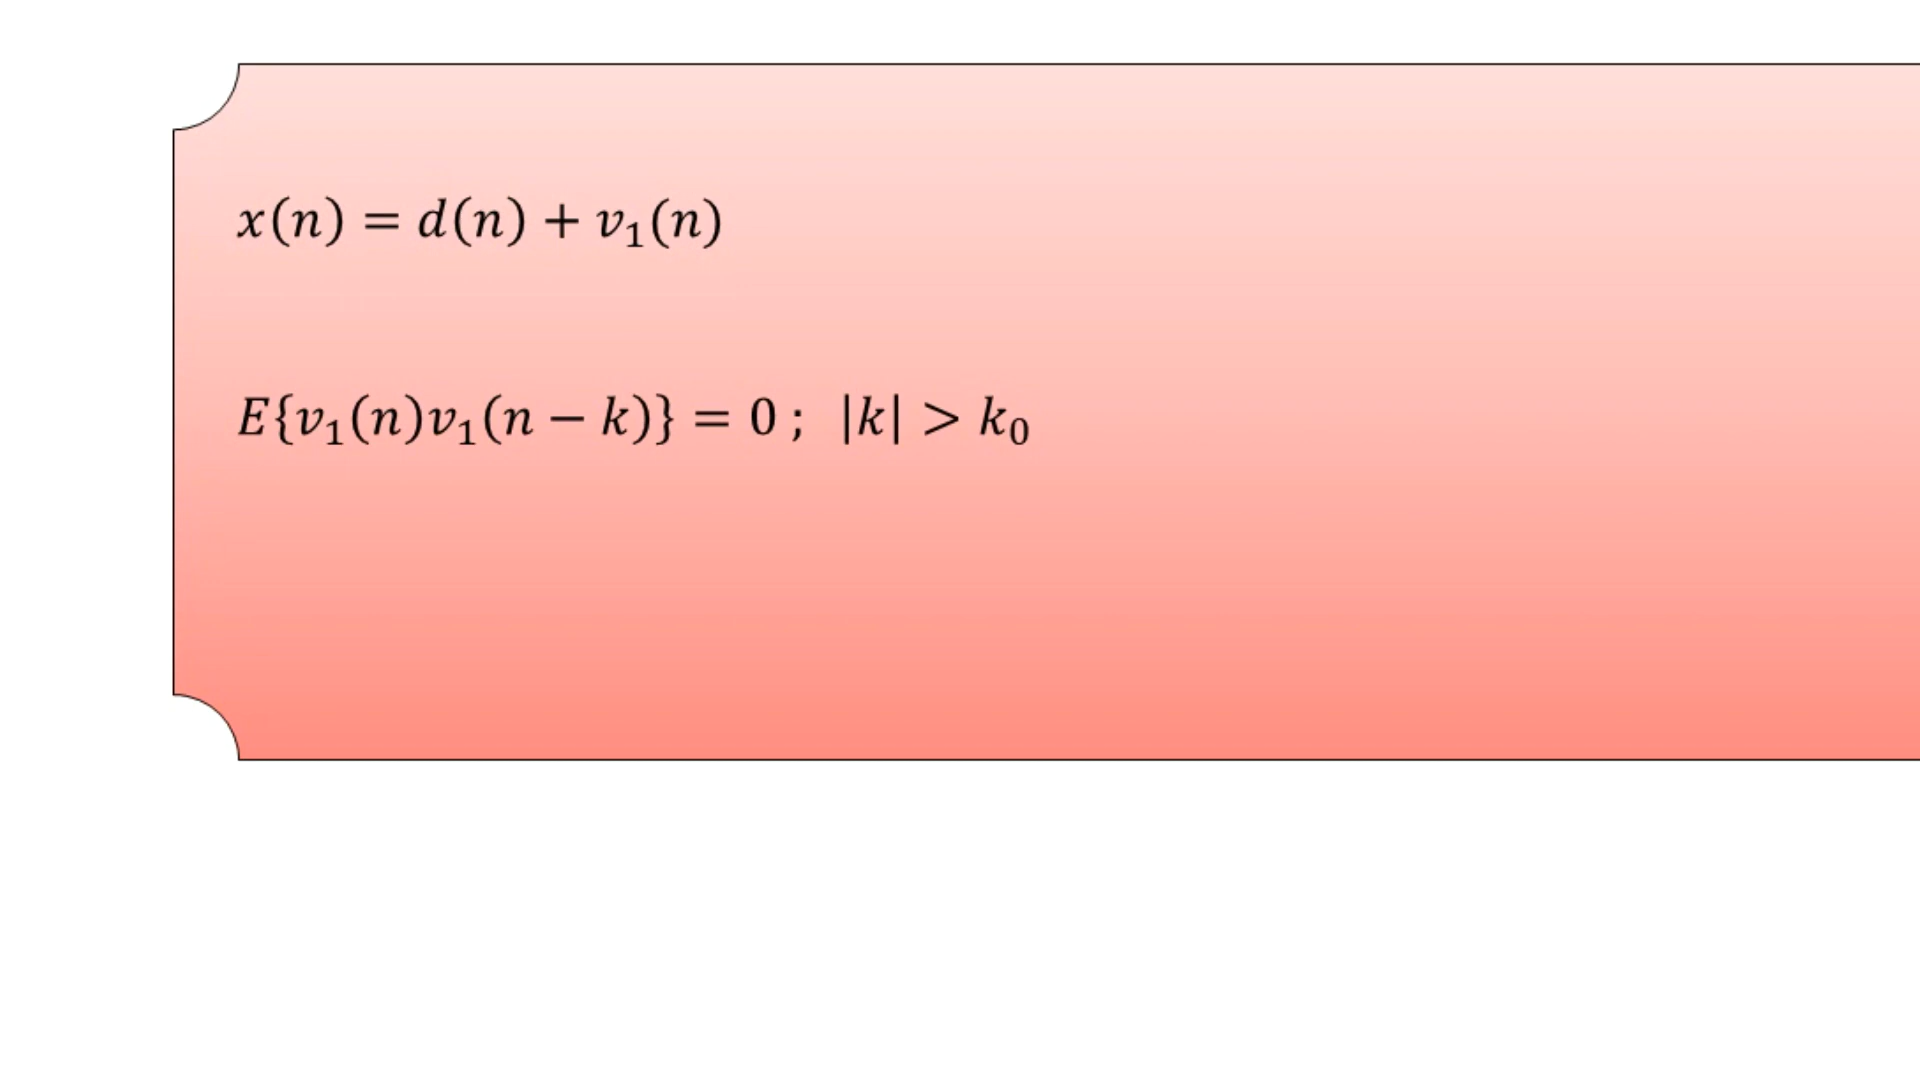 x(n) = d(n) + v₁(n)
E{v₁(n)v₁(n − k)} = 0 ; |k| > k₀